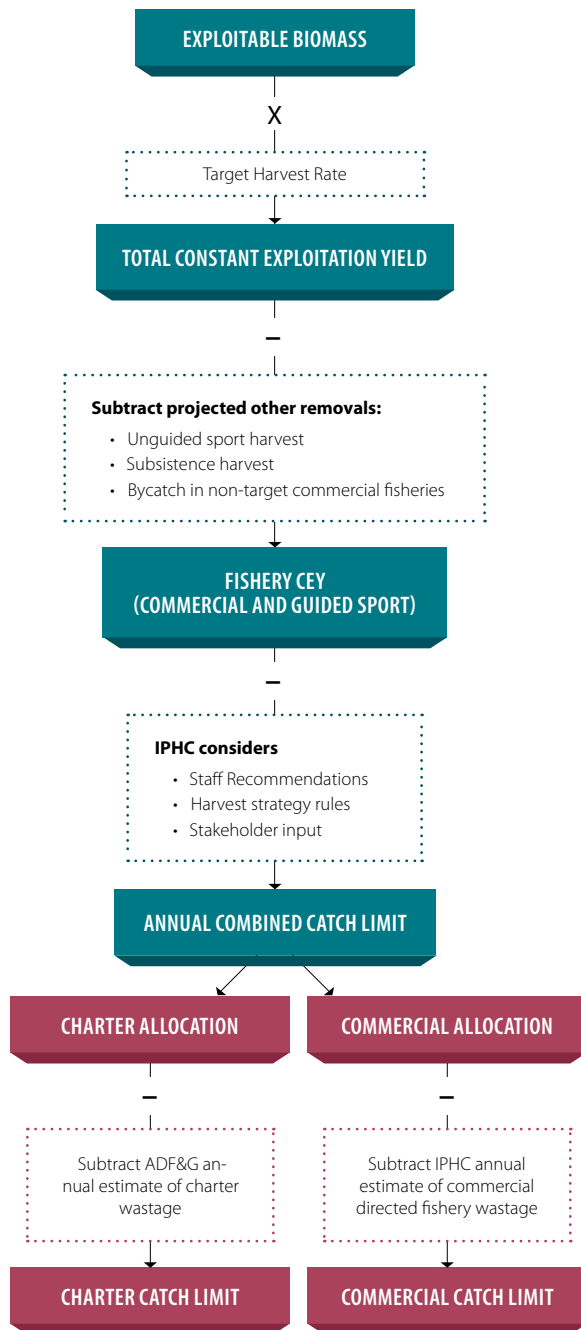 EXPLOITABLE BIOMASS
X
Target Harvest Rate
TOTAL CONSTANT EXPLOITATION YIELD
–
Subtract projected other removals:
• Unguided sport harvest
• Subsistence harvest
• Bycatch in non-target commercial fisheries
FISHERY CEY
(COMMERCIAL AND GUIDED SPORT)
–
IPHC considers
• Staff Recommendations
• Harvest strategy rules
• Stakeholder input
ANNUAL COMBINED CATCH LIMIT
CHARTER ALLOCATION
–
Subtract ADF&G an-
nual estimate of charter
wastage
CHARTER CATCH LIMIT
COMMERCIAL ALLOCATION
–
Subtract IPHC annual
estimate of commercial
directed fishery wastage
COMMERCIAL CATCH LIMIT